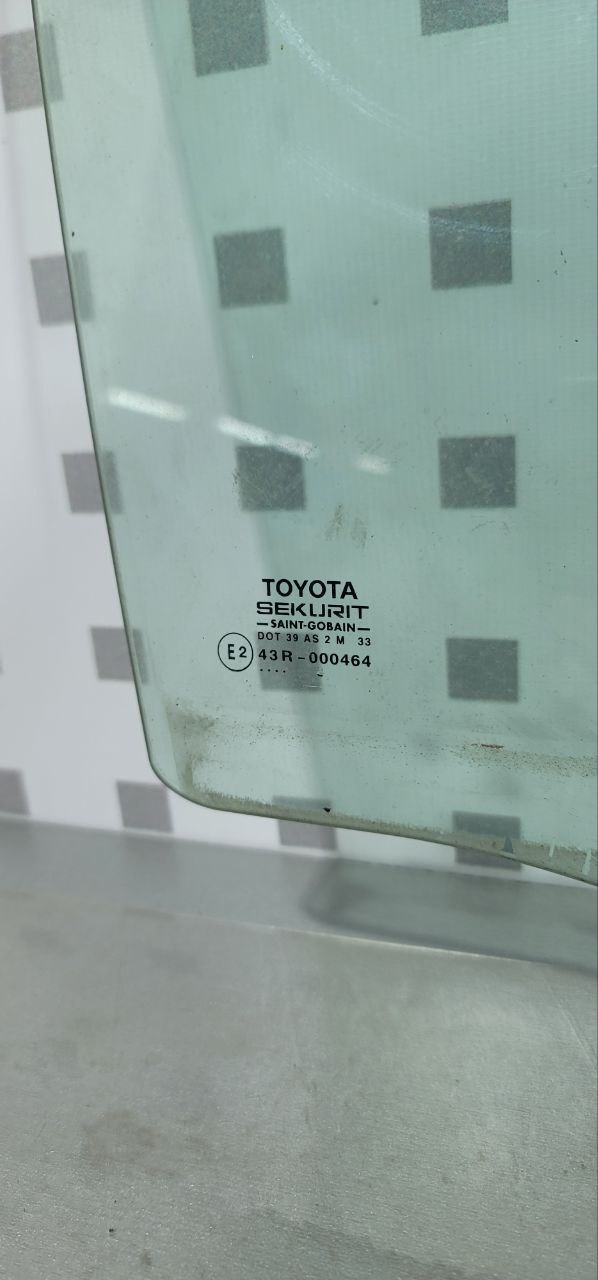 TOYOTA
SEKURIT
SAINT-GOBAIN
DOT 39 AS 2 M 33
E2 43R-000464
....